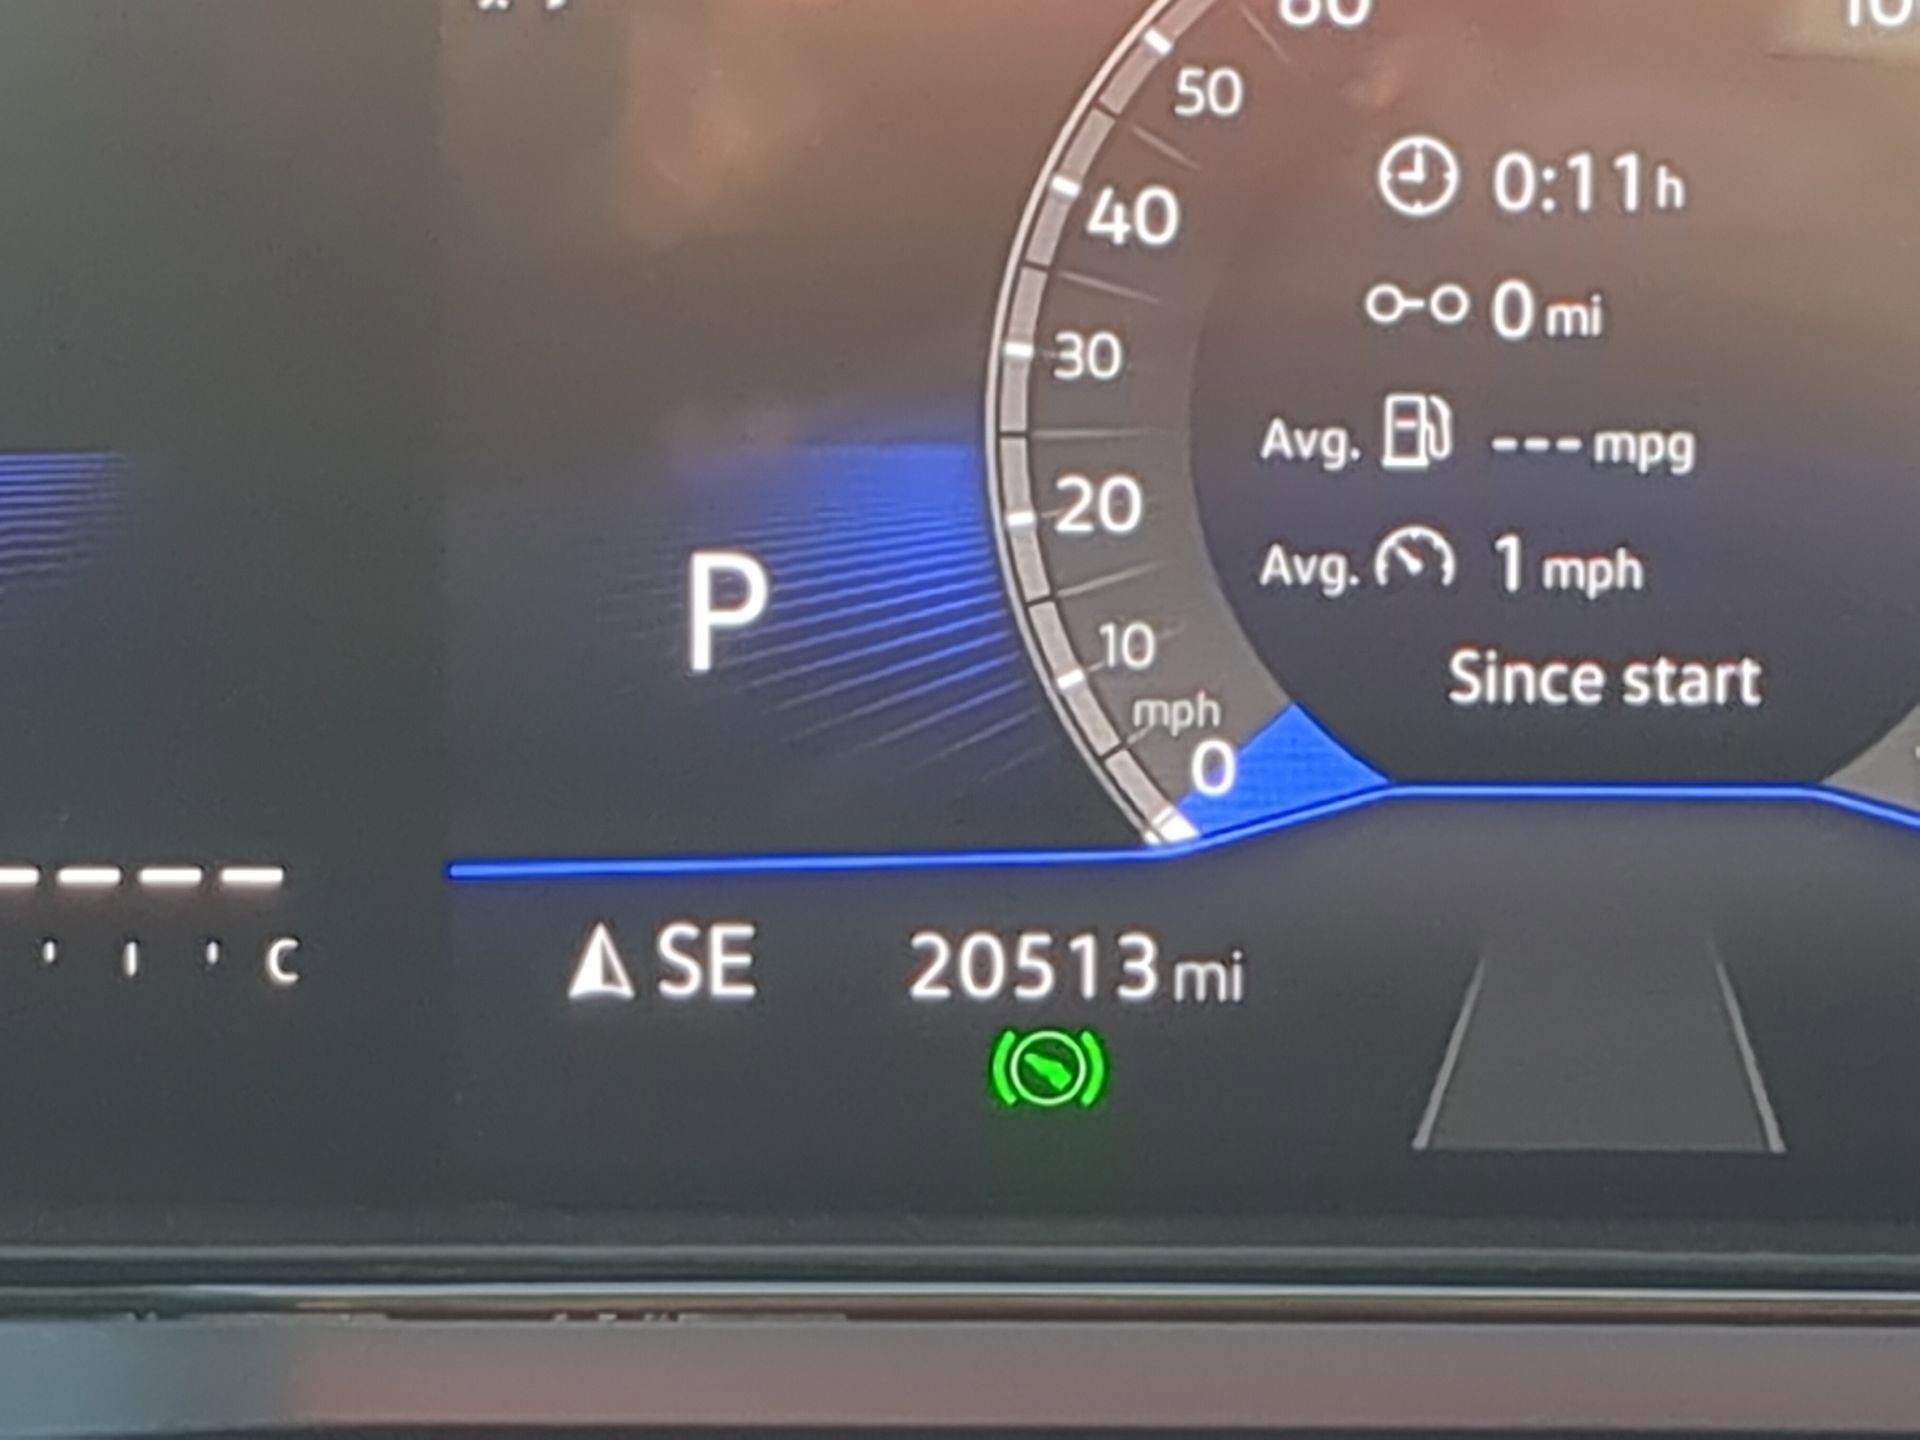 50
40
30
20
10
mph
0
0:11 h
0 mi
Avg. --- mpg
Avg. 1 mph
Since start
P
C
SE
20513 mi